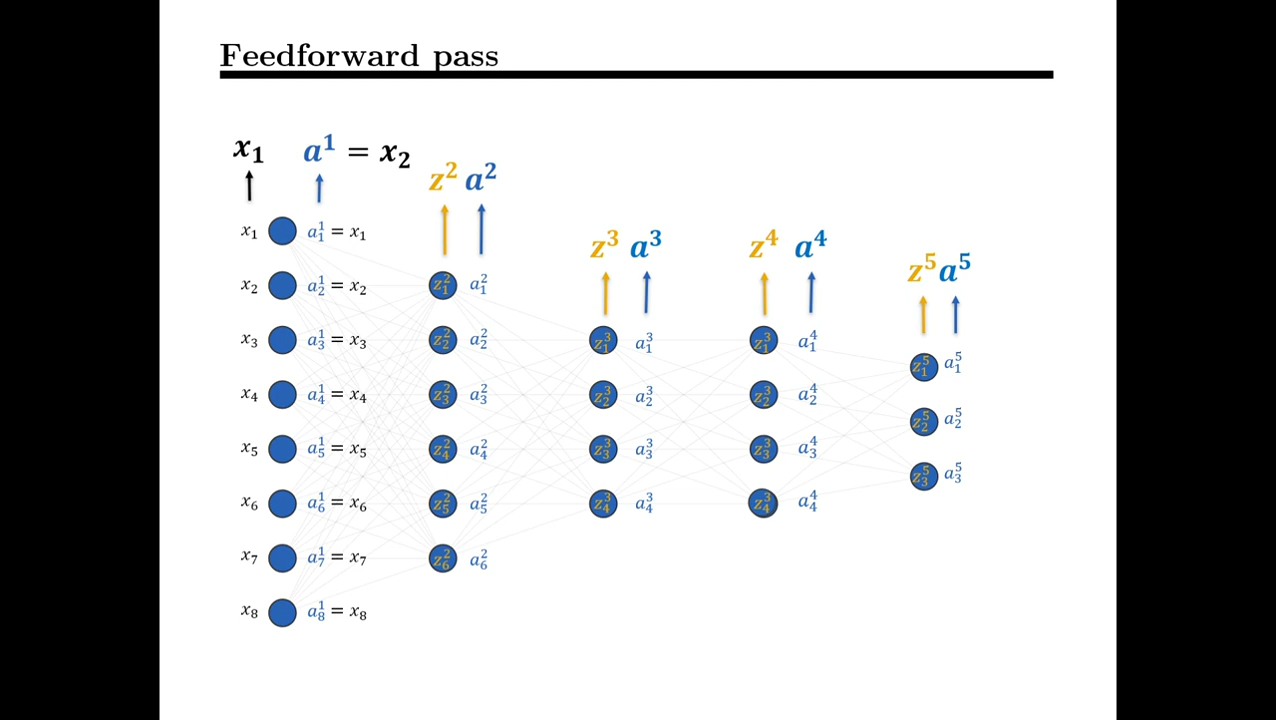 Feedforward pass
x₁ a¹ = x₂
z² a²
z³ a³ z⁴ a⁴
z⁵ a⁵
x₁ a₁¹ = x₁
x₂ a₂¹ = x₂ z₁² a₁²
x₃ a₃¹ = x₃ z₂² a₂² z₁³ a₁³ z₁³ a₁⁴
z₁⁵ a₁⁵
x₄ a₄¹ = x₄ z₃² a₃² z₂³ a₂³ z₂³ a₂⁴
z₂⁵ a₂⁵
x₅ a₅¹ = x₅ z₄² a₄² z₃³ a₃³ z₃³ a₃⁴
z₃⁵ a₃⁵
x₆ a₆¹ = x₆ z₅² a₅² z₄³ a₄³ z₄³ a₄⁴
x₇ a₇¹ = x₇ z₆² a₆²
x₈ a₈¹ = x₈